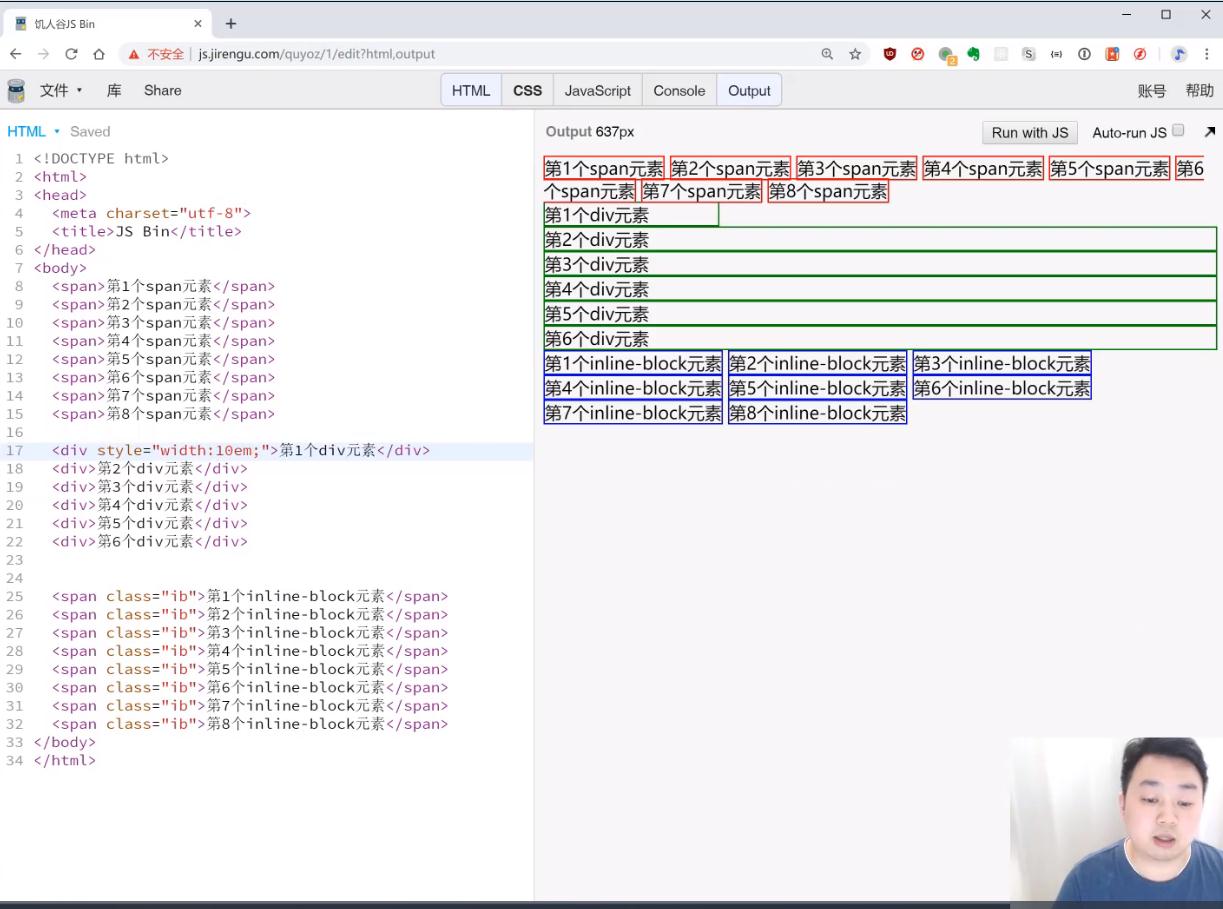 饥人谷JS Bin
不安全 js.jirengu.com/quyoz/1/edit?html,output
文件 库 Share HTML CSS JavaScript Console Output 账号 帮助
HTML Saved
Output 637px Run with JS Auto-run JS
1 <!DOCTYPE html>
2 <html>
3 <head>
4 <meta charset="utf-8">
5 <title>JS Bin</title>
6 </head>
7 <body>
8 <span>第1个span元素</span>
9 <span>第2个span元素</span>
10 <span>第3个span元素</span>
11 <span>第4个span元素</span>
12 <span>第5个span元素</span>
13 <span>第6个span元素</span>
14 <span>第7个span元素</span>
15 <span>第8个span元素</span>
16
17 <div style="width:10em;">第1个div元素</div>
18 <div>第2个div元素</div>
19 <div>第3个div元素</div>
20 <div>第4个div元素</div>
21 <div>第5个div元素</div>
22 <div>第6个div元素</div>
23
24
25 <span class="ib">第1个inline-block元素</span>
26 <span class="ib">第2个inline-block元素</span>
27 <span class="ib">第3个inline-block元素</span>
28 <span class="ib">第4个inline-block元素</span>
29 <span class="ib">第5个inline-block元素</span>
30 <span class="ib">第6个inline-block元素</span>
31 <span class="ib">第7个inline-block元素</span>
32 <span class="ib">第8个inline-block元素</span>
33 </body>
34 </html>
第1个span元素 第2个span元素 第3个span元素 第4个span元素 第5个span元素 第6
个span元素 第7个span元素 第8个span元素
第1个div元素
第2个div元素
第3个div元素
第4个div元素
第5个div元素
第6个div元素
第1个inline-block元素 第2个inline-block元素 第3个inline-block元素
第4个inline-block元素 第5个inline-block元素 第6个inline-block元素
第7个inline-block元素 第8个inline-block元素